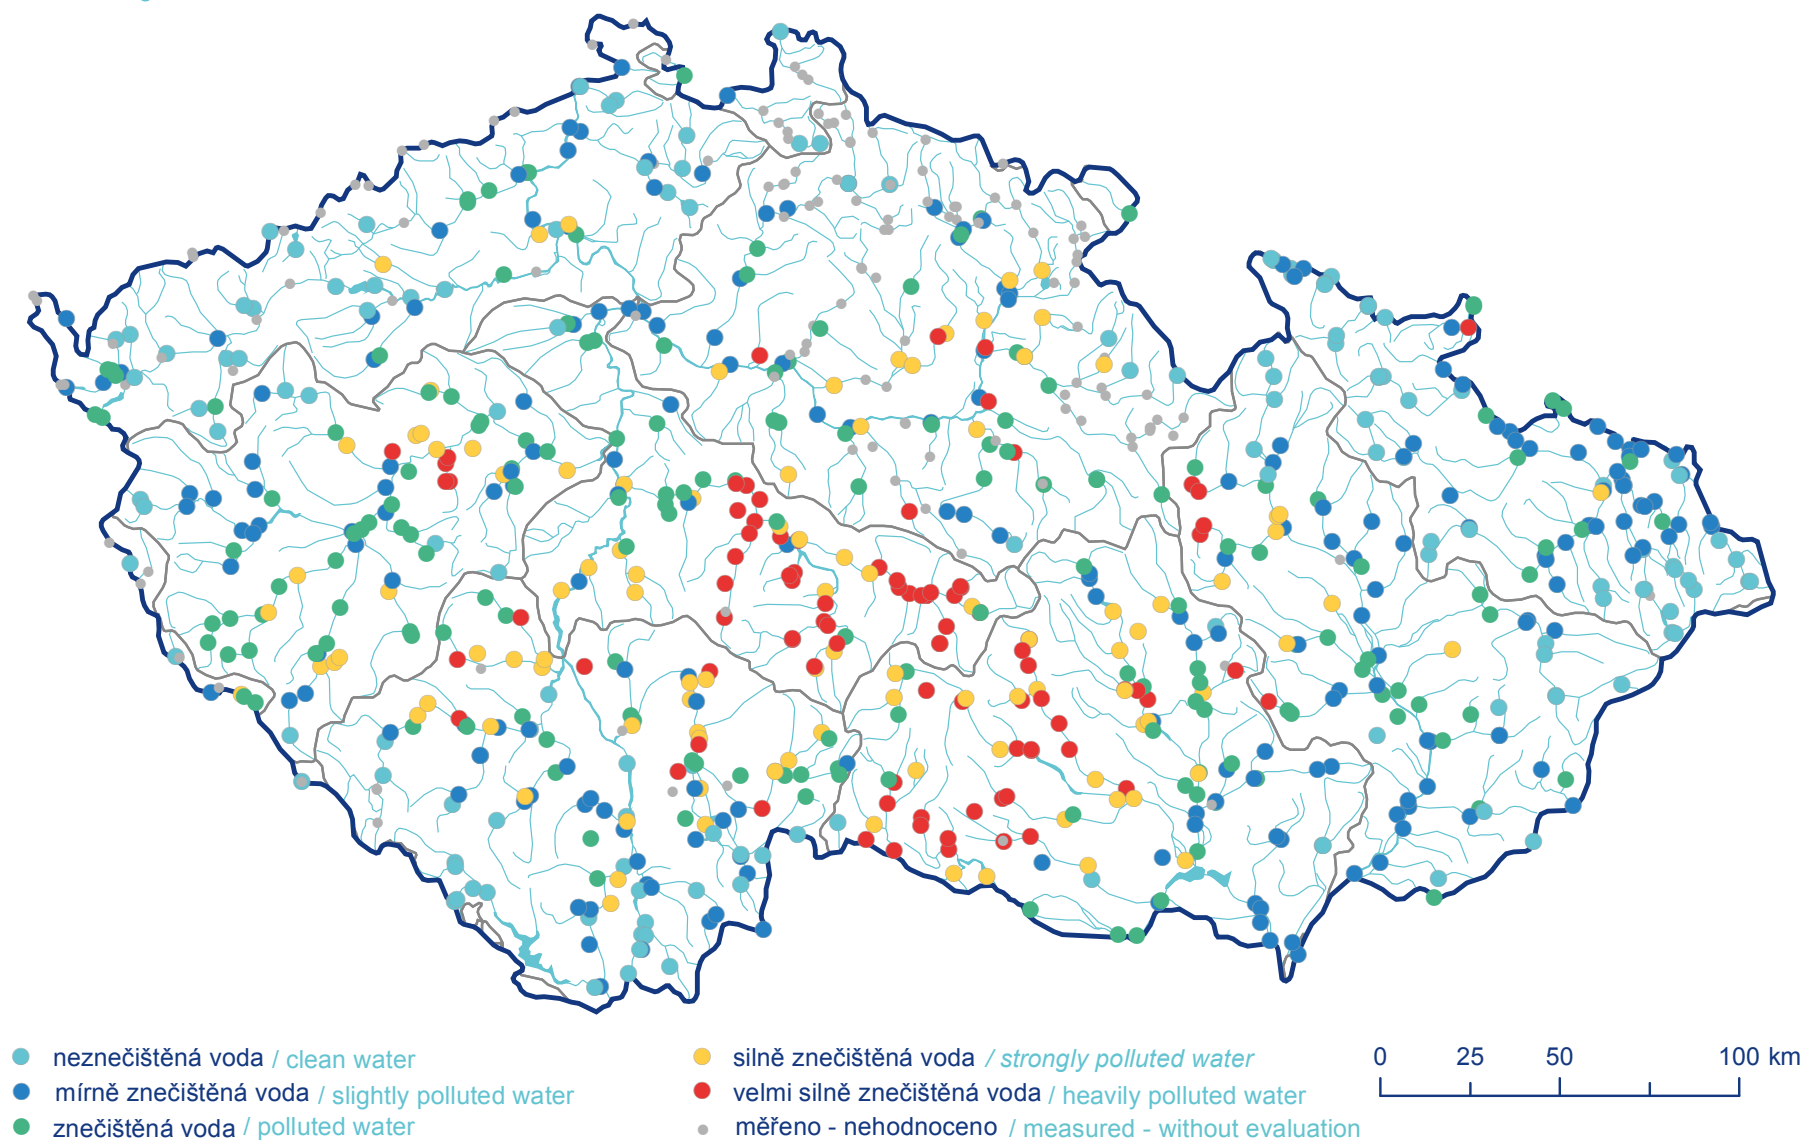 neznečištěná voda / clean water
mírně znečištěná voda / slightly polluted water
znečištěná voda / polluted water
silně znečištěná voda / strongly polluted water
velmi silně znečištěná voda / heavily polluted water
měřeno - nehodnoceno / measured - without evaluation
0 25 50 100 km